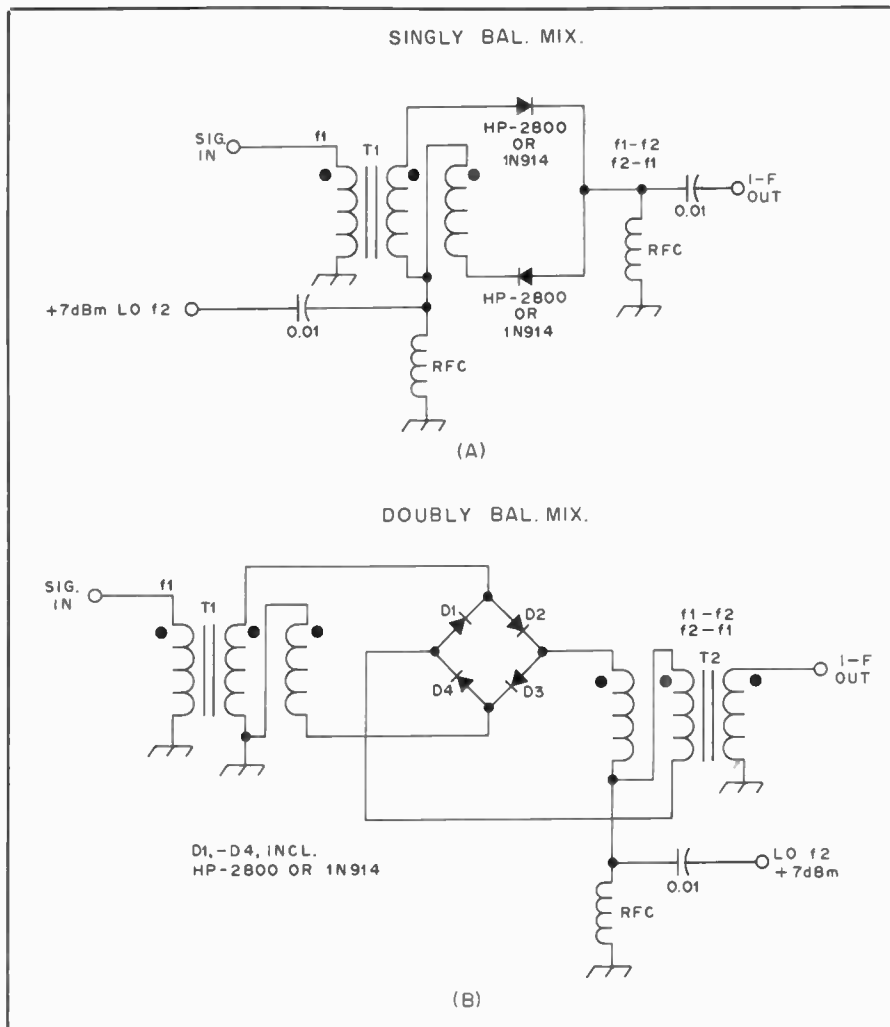 SINGLY BAL. MIX.
SIG. IN
f1
T1
HP-2800
OR
1N914
f1-f2
f2-f1
I-F
OUT
0.01
RFC
HP-2800
OR
1N914
+7dBm LO f2
0.01
RFC
(A)
DOUBLY BAL. MIX.
SIG.
IN
f1
T1
D1
D2
D4
D3
f1-f2
f2-f1
T2
I-F
OUT
D1,-D4, INCL.
HP-2800 OR 1N914
LO f2
+7dBm
0.01
RFC
(B)